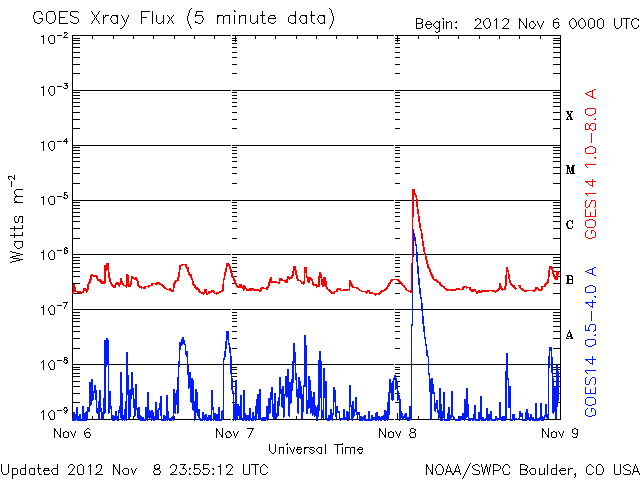 GOES Xray Flux (5 minute data)
Begin: 2012 Nov 6 0000 UTC
Watts m⁻²
10⁻²
10⁻³
10⁻⁴
10⁻⁵
10⁻⁶
10⁻⁷
10⁻⁸
10⁻⁹
X
M
C
B
A
GOES14 1.0-8.0 A
GOES14 0.5-4.0 A
Nov 6
Nov 7
Nov 8
Nov 9
Universal Time
Updated 2012 Nov 8 23:55:12 UTC
NOAA/SWPC Boulder, CO USA